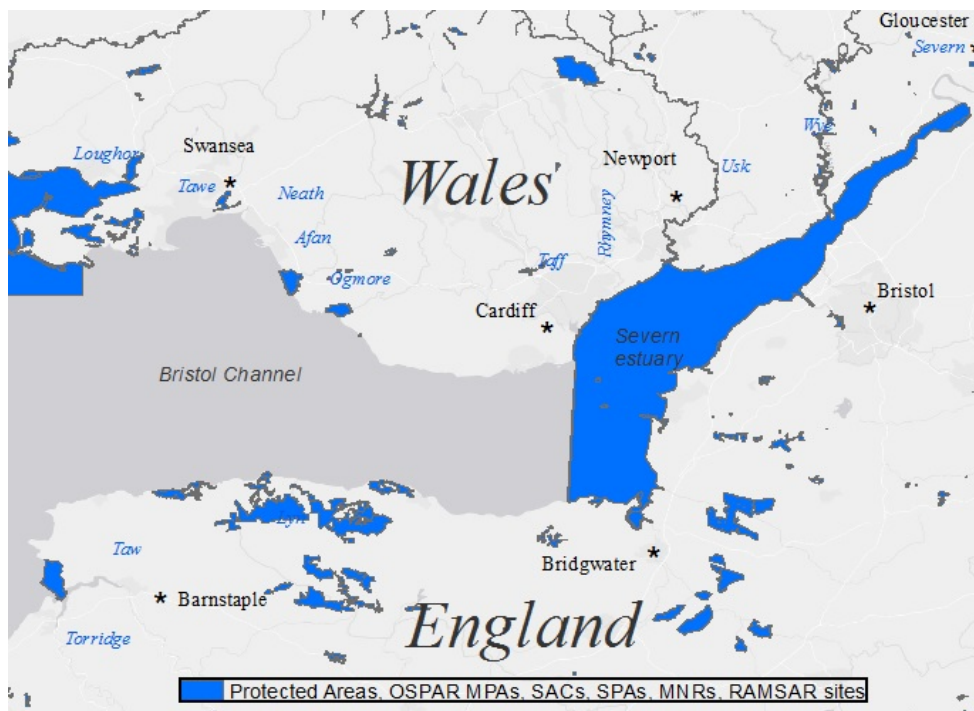 Gloucester
Severn
Wye
Loughor
Swansea
Newport
Usk
Tawe
Neath
Wales
Rhymney
Afan
Taff
Ogmore
Bristol
Cardiff
Severn
estuary
Bristol Channel
Lyn
Taw
Bridgwater
Barnstaple
England
Torridge
Protected Areas, OSPAR MPAs, SACs, SPAs, MNRs, RAMSAR sites